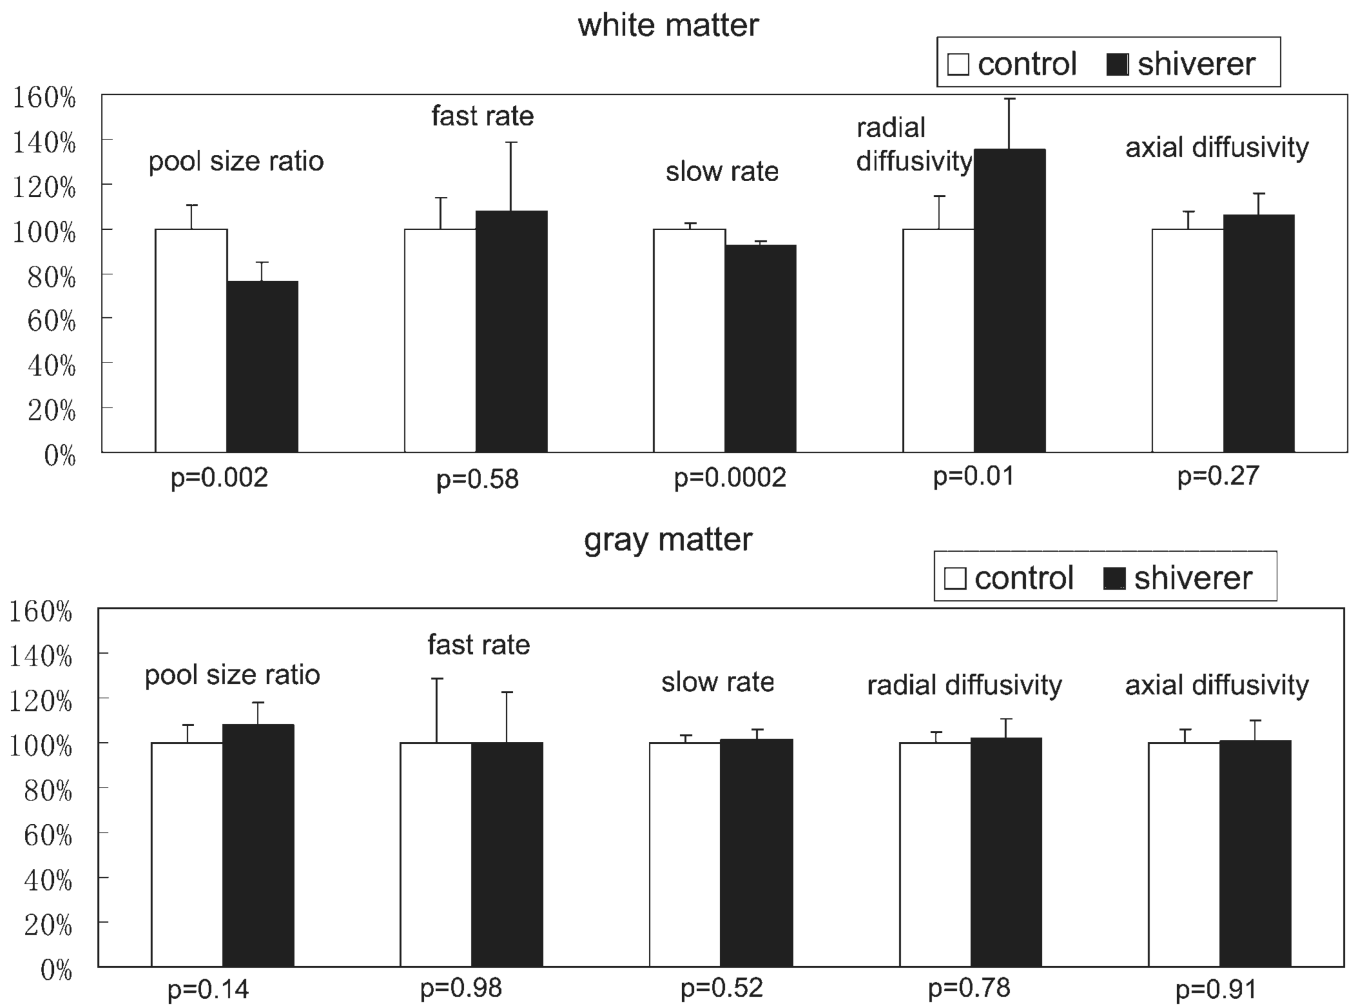 white matter
control shiverer
160%
140%
120%
100%
80%
60%
40%
20%
0%
pool size ratio
fast rate
slow rate
radial
diffusivity
axial diffusivity
p=0.002 p=0.58 p=0.0002 p=0.01 p=0.27
gray matter
control shiverer
160%
140%
120%
100%
80%
60%
40%
20%
0%
pool size ratio
fast rate
slow rate
radial diffusivity
axial diffusivity
p=0.14 p=0.98 p=0.52 p=0.78 p=0.91